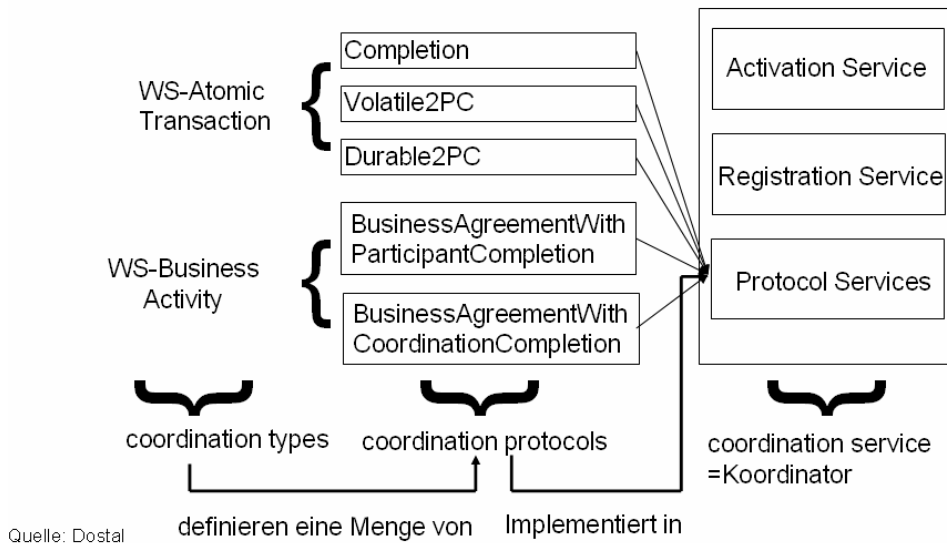 WS-Atomic
Transaction
Completion
Volatile2PC
Durable2PC
WS-Business
Activity
BusinessAgreementWith
ParticipantCompletion
BusinessAgreementWith
CoordinationCompletion
Activation Service
Registration Service
Protocol Services
coordination types
coordination protocols
coordination service
=Koordinator
definieren eine Menge von
Implementiert in
Quelle: Dostal